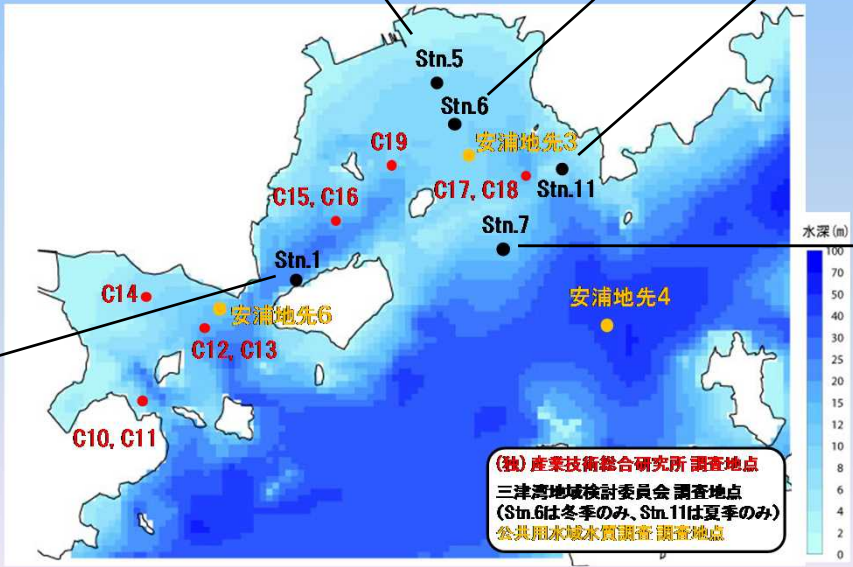 Stn.5
Stn.6
安浦地先3
C19
C17, C18
Stn.11
C15, C16
Stn.7
水深(m)
Stn.1
100
70
50
40
30
25
20
15
10
8
6
4
2
0
C14
安浦地先6
安浦地先4
C12, C13
C10, C11
(独) 産業技術総合研究所 調査地点
三津湾地域検討委員会 調査地点
(Stn.6は冬季のみ、Stn.11は夏季のみ)
公共用水域水質調査 調査地点